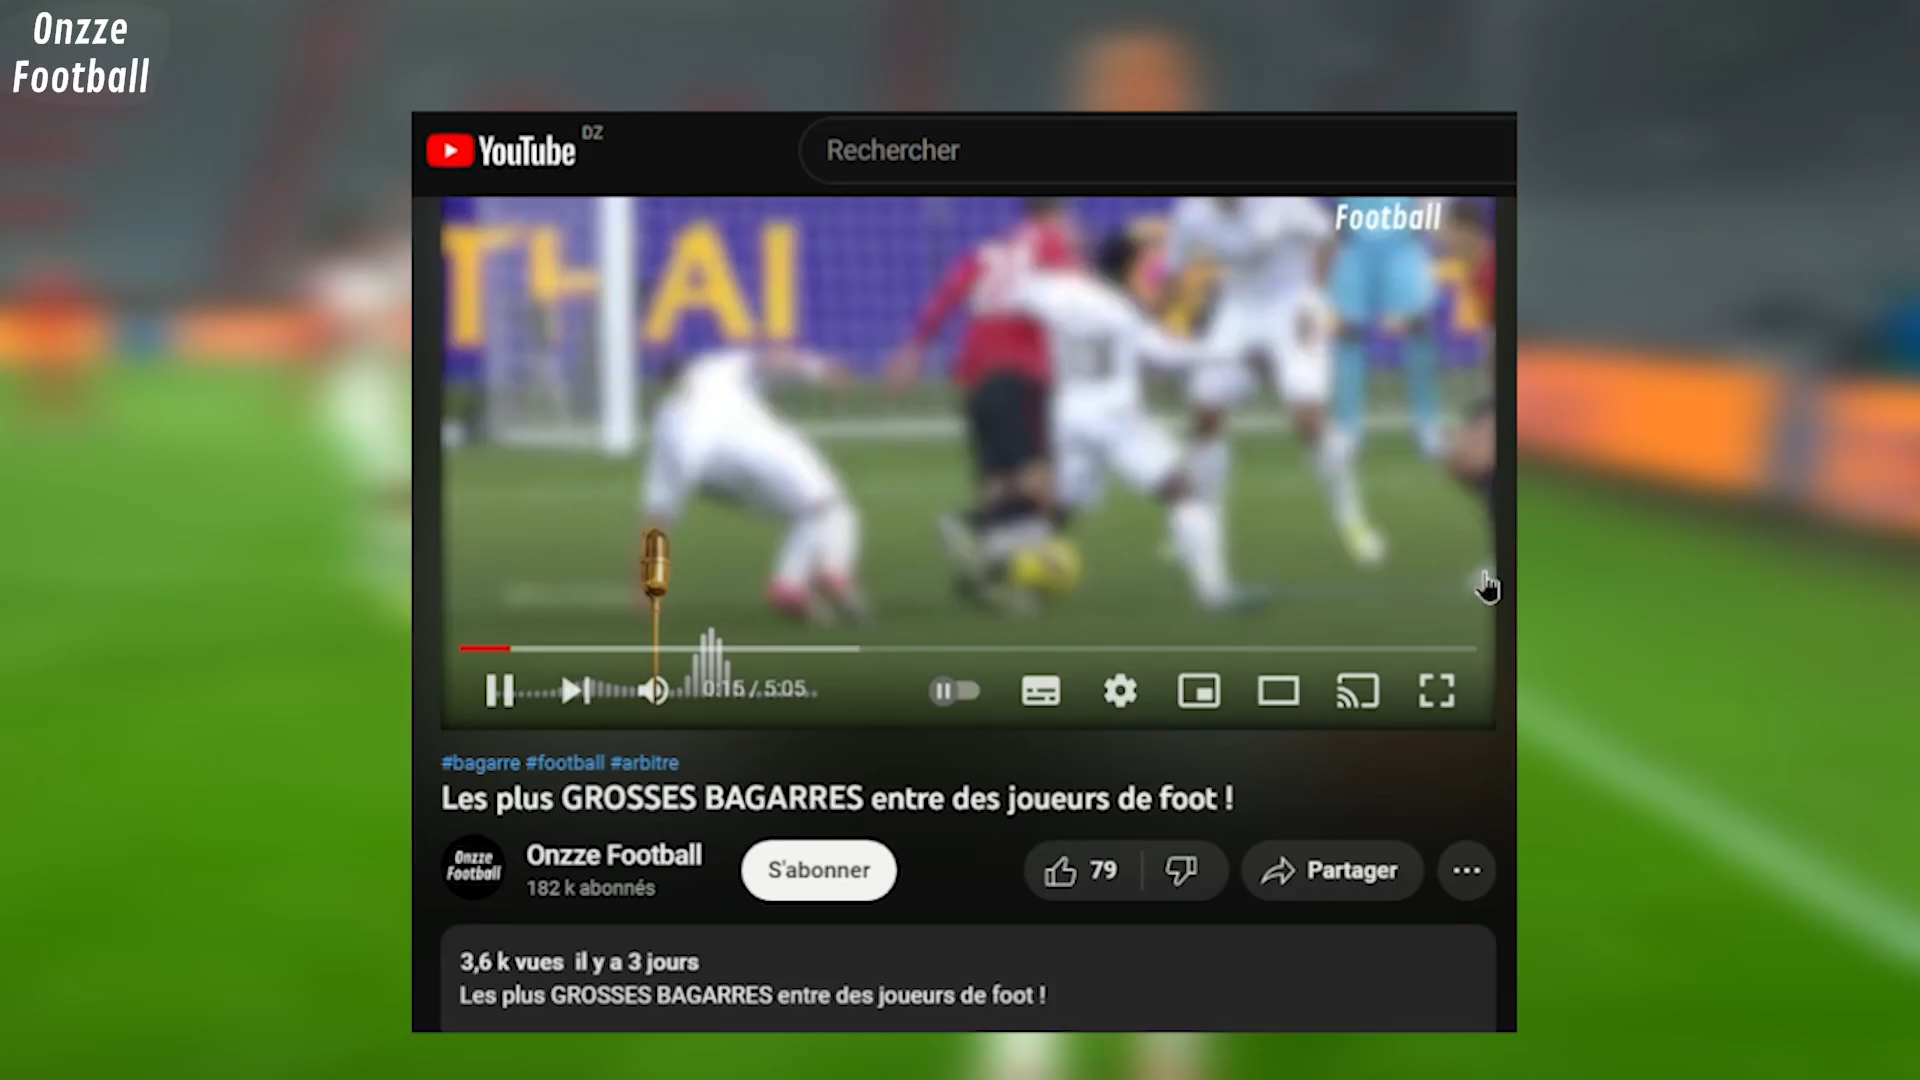 Onzze
Football
YouTube DZ
Rechercher
THAI
Football
0:15 / 5:05
#bagarre #football #arbitre
Les plus GROSSES BAGARRES entre des joueurs de foot !
Onzze
Football
Onzze Football
182 k abonnés
S'abonner
79
Partager
3,6 k vues il y a 3 jours
Les plus GROSSES BAGARRES entre des joueurs de foot !